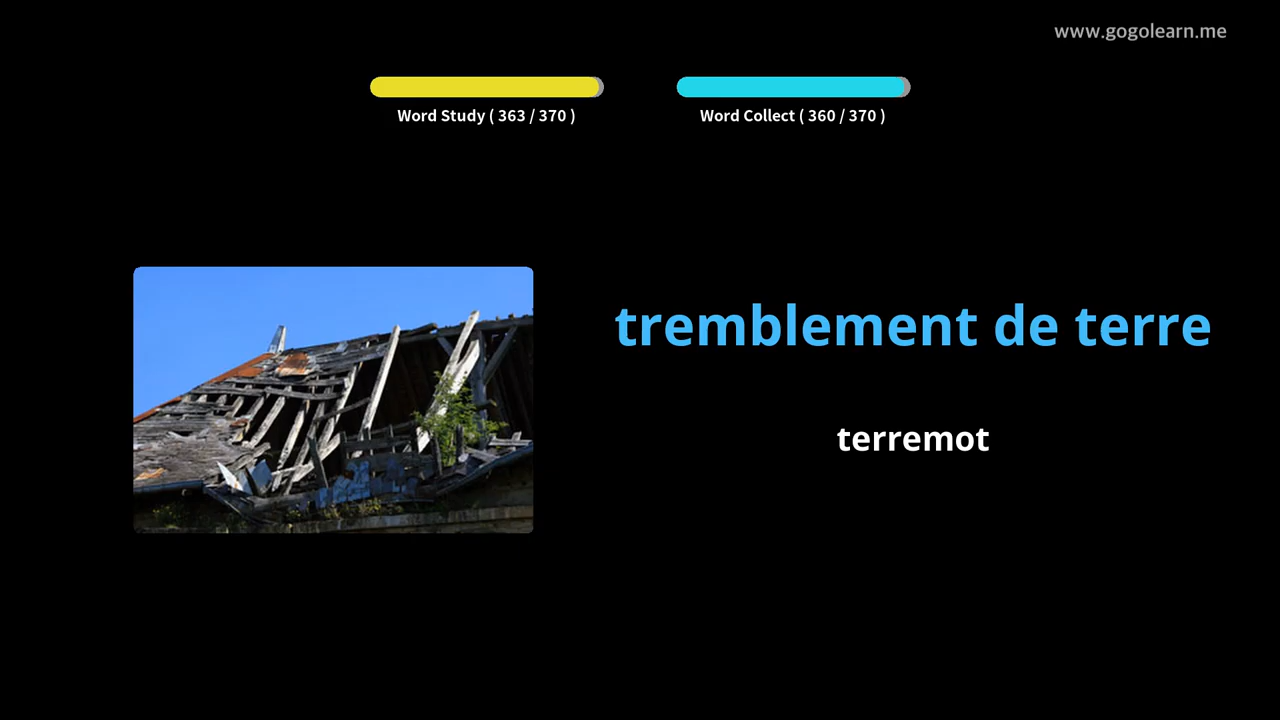 www.gogolearn.me
Word Study ( 363 / 370 )
Word Collect ( 360 / 370 )
tremblement de terre
terremot